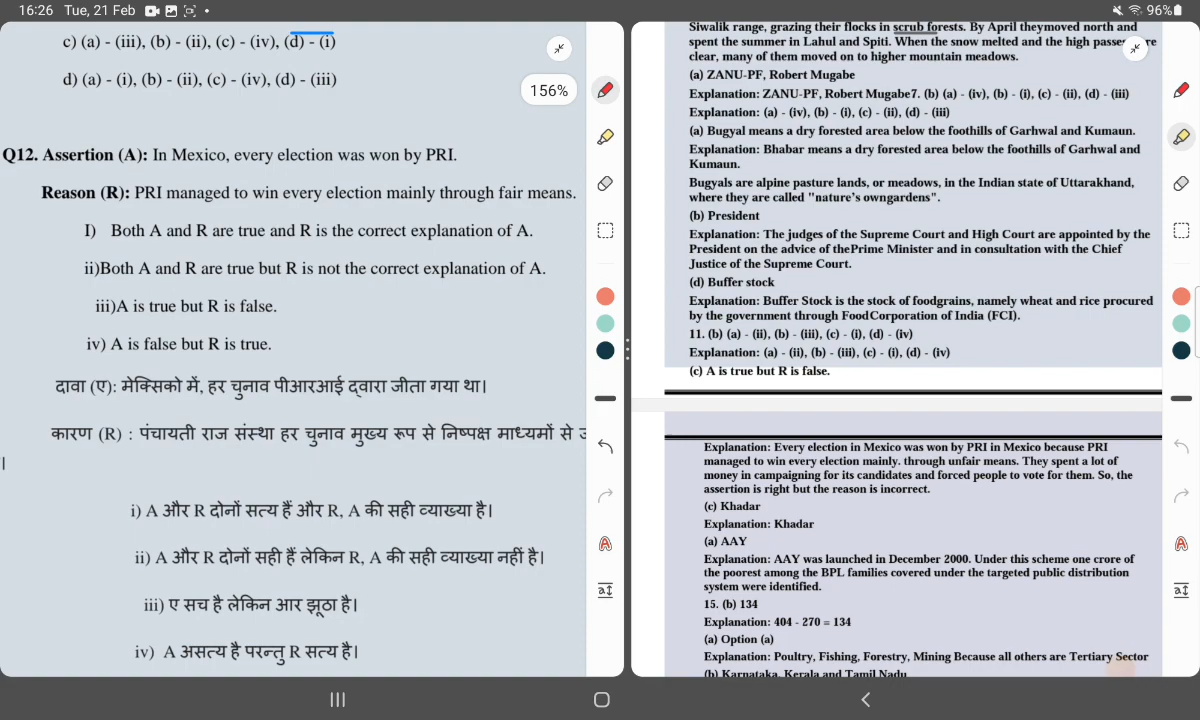 16:26 Tue, 21 Feb
96%
c) (a) - (iii), (b) - (ii), (c) - (iv), (d) - (i)
d) (a) - (i), (b) - (ii), (c) - (iv), (d) - (iii)
156%
Q12. Assertion (A): In Mexico, every election was won by PRI.
Reason (R): PRI managed to win every election mainly through fair means.
I) Both A and R are true and R is the correct explanation of A.
ii)Both A and R are true but R is not the correct explanation of A.
iii)A is true but R is false.
iv) A is false but R is true.
दावा (ए): मेक्सिको में, हर चुनाव पीआरआई द्वारा जीता गया था।
कारण (R) : पंचायती राज संस्था हर चुनाव मुख्य रूप से निष्पक्ष माध्यमों से
।
i) A और R दोनों सत्य हैं और R, A की सही व्याख्या है।
ii) A और R दोनों सही हैं लेकिन R, A की सही व्याख्या नहीं है।
iii) ए सच है लेकिन आर झूठा है।
iv) A असत्य है परन्तु R सत्य है।
Siwalik range, grazing their flocks in scrub forests. By April theymoved north and
spent the summer in Lahul and Spiti. When the snow melted and the high passes re
clear, many of them moved on to higher mountain meadows.
(a) ZANU-PF, Robert Mugabe
Explanation: ZANU-PF, Robert Mugabe7. (b) (a) - (iv), (b) - (i), (c) - (ii), (d) - (iii)
Explanation: (a) - (iv), (b) - (i), (c) - (ii), (d) - (iii)
(a) Bugyal means a dry forested area below the foothills of Garhwal and Kumaun.
Explanation: Bhabar means a dry forested area below the foothills of Garhwal and
Kumaun.
Bugyals are alpine pasture lands, or meadows, in the Indian state of Uttarakhand,
where they are called "nature's owngardens".
(b) President
Explanation: The judges of the Supreme Court and High Court are appointed by the
President on the advice of thePrime Minister and in consultation with the Chief
Justice of the Supreme Court.
(d) Buffer stock
Explanation: Buffer Stock is the stock of foodgrains, namely wheat and rice procured
by the government through FoodCorporation of India (FCI).
11. (b) (a) - (ii), (b) - (iii), (c) - (i), (d) - (iv)
Explanation: (a) - (ii), (b) - (iii), (c) - (i), (d) - (iv)
(c) A is true but R is false.
Explanation: Every election in Mexico was won by PRI in Mexico because PRI
managed to win every election mainly. through unfair means. They spent a lot of
money in campaigning for its candidates and forced people to vote for them. So, the
assertion is right but the reason is incorrect.
(c) Khadar
Explanation: Khadar
(a) AAY
Explanation: AAY was launched in December 2000. Under this scheme one crore of
the poorest among the BPL families covered under the targeted public distribution
system were identified.
15. (b) 134
Explanation: 404 - 270 = 134
(a) Option (a)
Explanation: Poultry, Fishing, Forestry, Mining Because all others are Tertiary Sector
(b) Karnataka, Kerala and Tamil Nadu